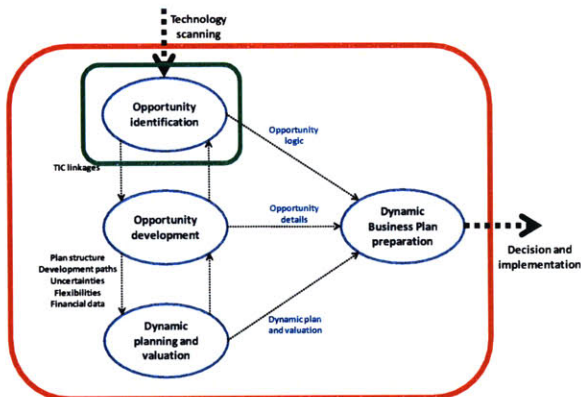 Technology
scanning
Opportunity
identification
Opportunity
logic
TIC linkages
Opportunity
development
Opportunity
details
Dynamic
Business Plan
preparation
Decision and
implementation
Plan structure
Development paths
Uncertainties
Flexibilities
Financial data
Dynamic plan
and valuation
Dynamic
planning and
valuation